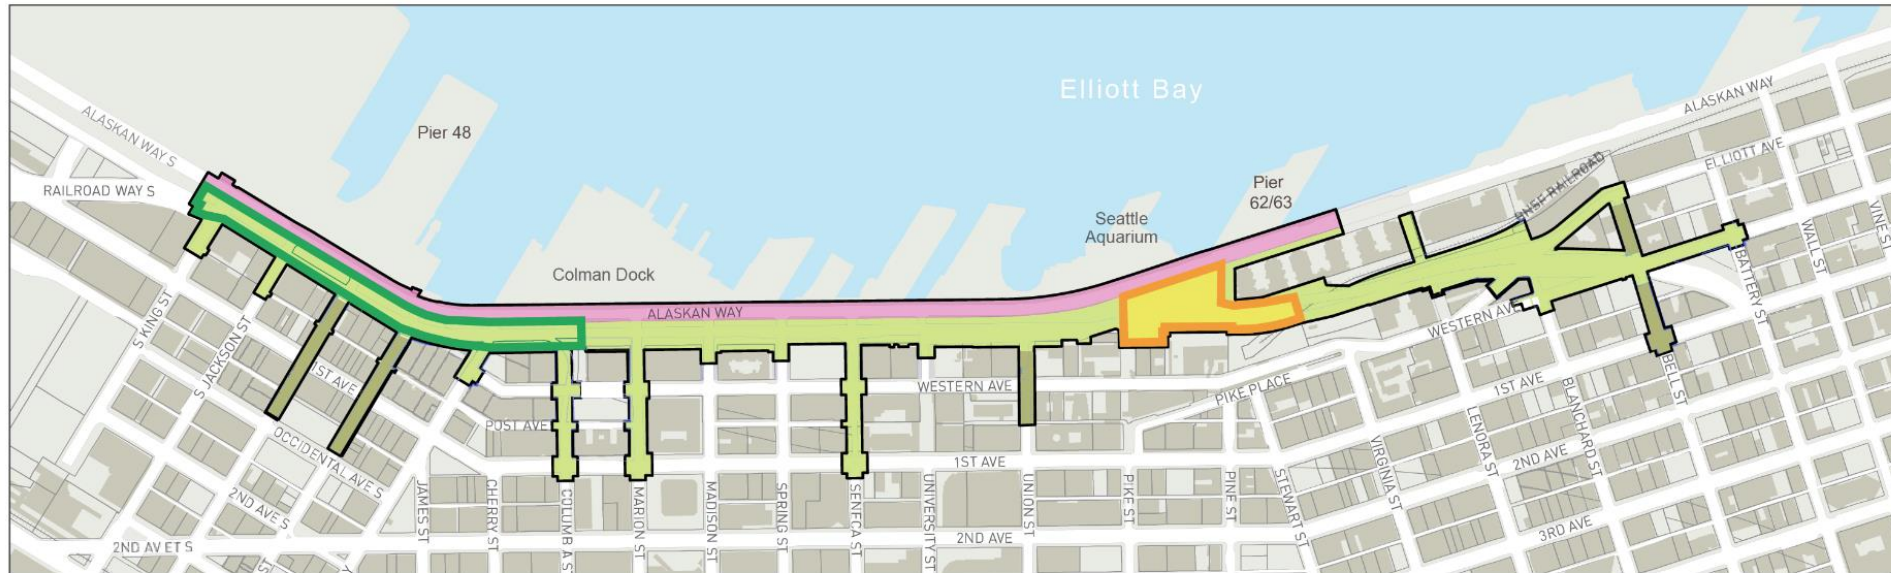 Elliott Bay
ALASKAN WAY
Pier 48
ALASKAN WAY S
BNSF RAILROAD
ELLIOTT AVE
RAILROAD WAY S
Pier
62/63
Seattle
Aquarium
VINE ST
WALL ST
Colman Dock
BATTERY ST
ALASKAN WAY
S KING ST
S JACKSON ST
WESTERN AVE
1ST AVE
WESTERN AVE
PIKE PLACE
1ST AVE
BELL ST
BLANCHARD ST
LENORA ST
POST AVE
OCCIDENTAL AVE S
1ST AVE
VIRGINIA ST
2ND AVE
2ND AVE S
JAMES ST
CHERRY ST
COLUMBIA ST
MARION ST
MADISON ST
SPRING ST
SENECA ST
UNIVERSITY ST
UNION ST
PIKE ST
PINE ST
STEWART ST
3RD AVE
2ND AV ET S
2ND AVE
ST
Y